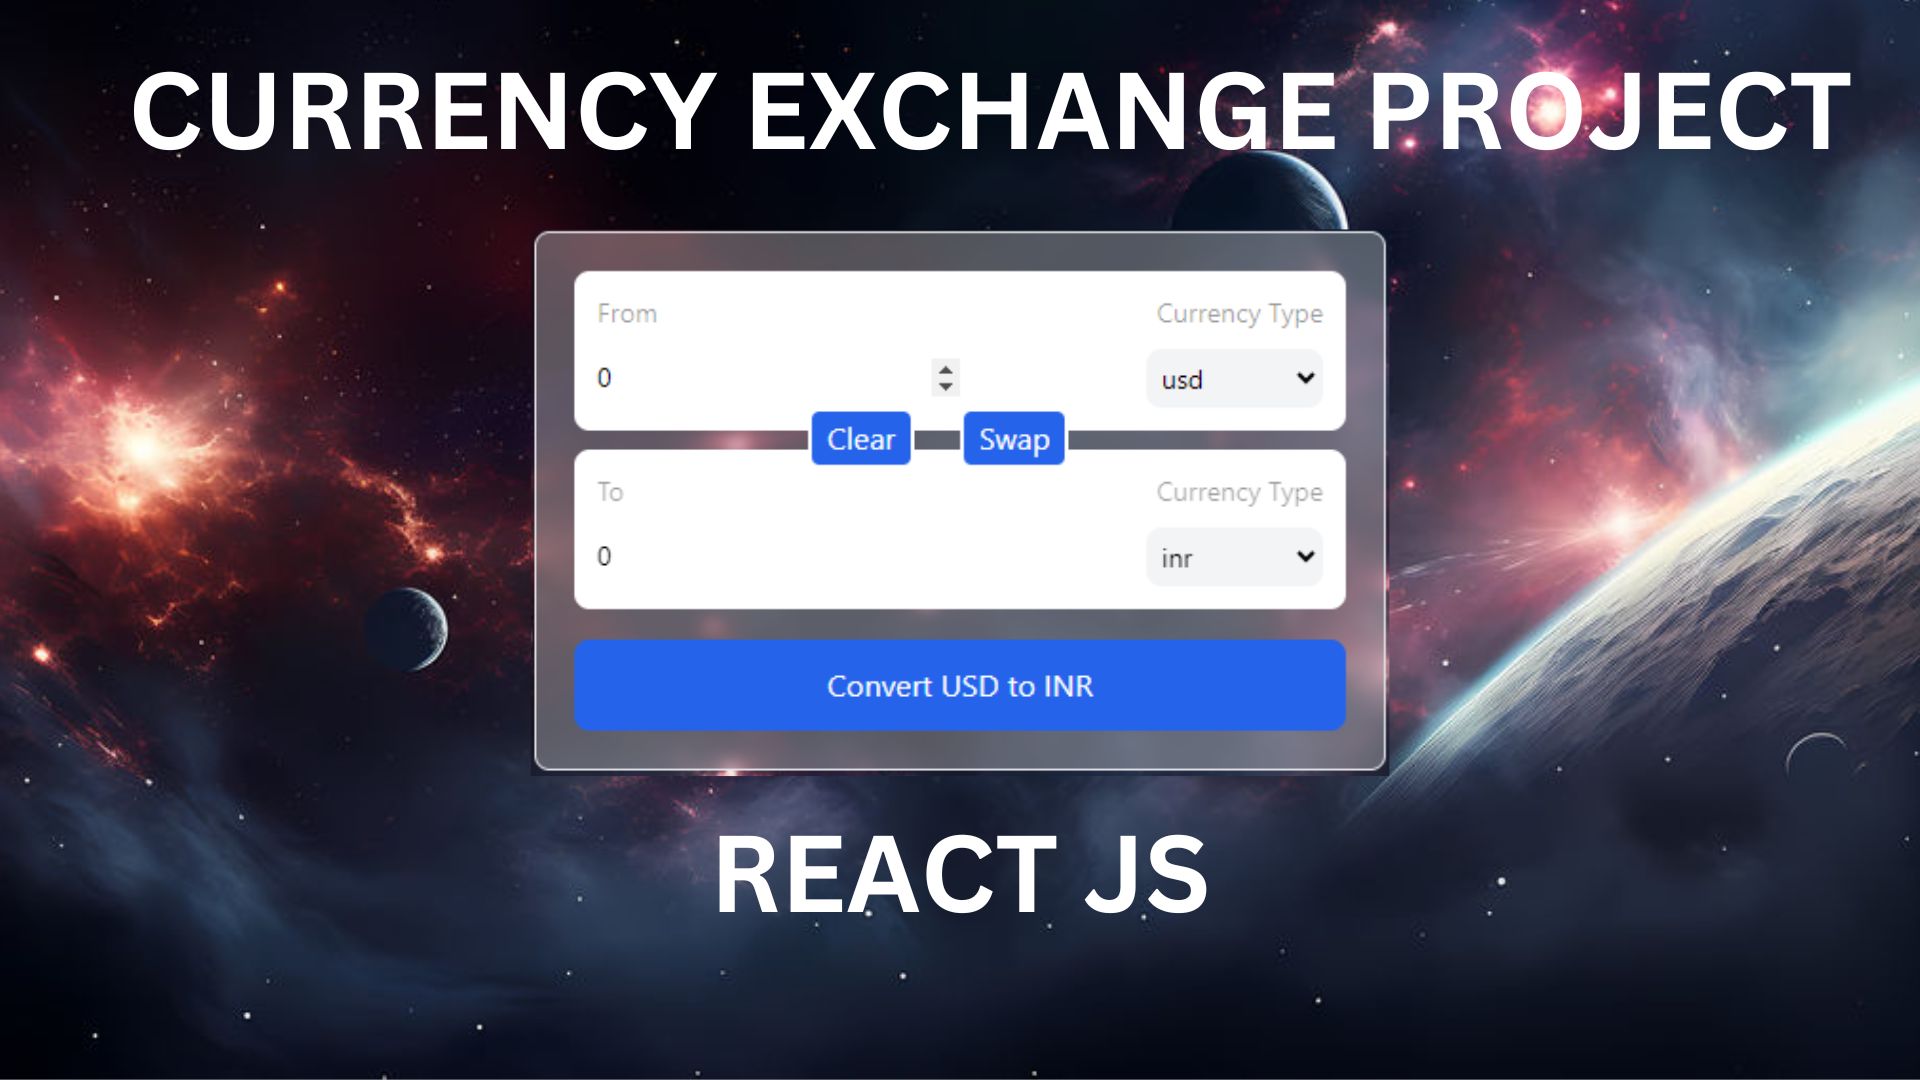 CURRENCY EXCHANGE PROJECT
From Currency Type
0 usd
Clear Swap
To Currency Type
0 inr
Convert USD to INR
REACT JS